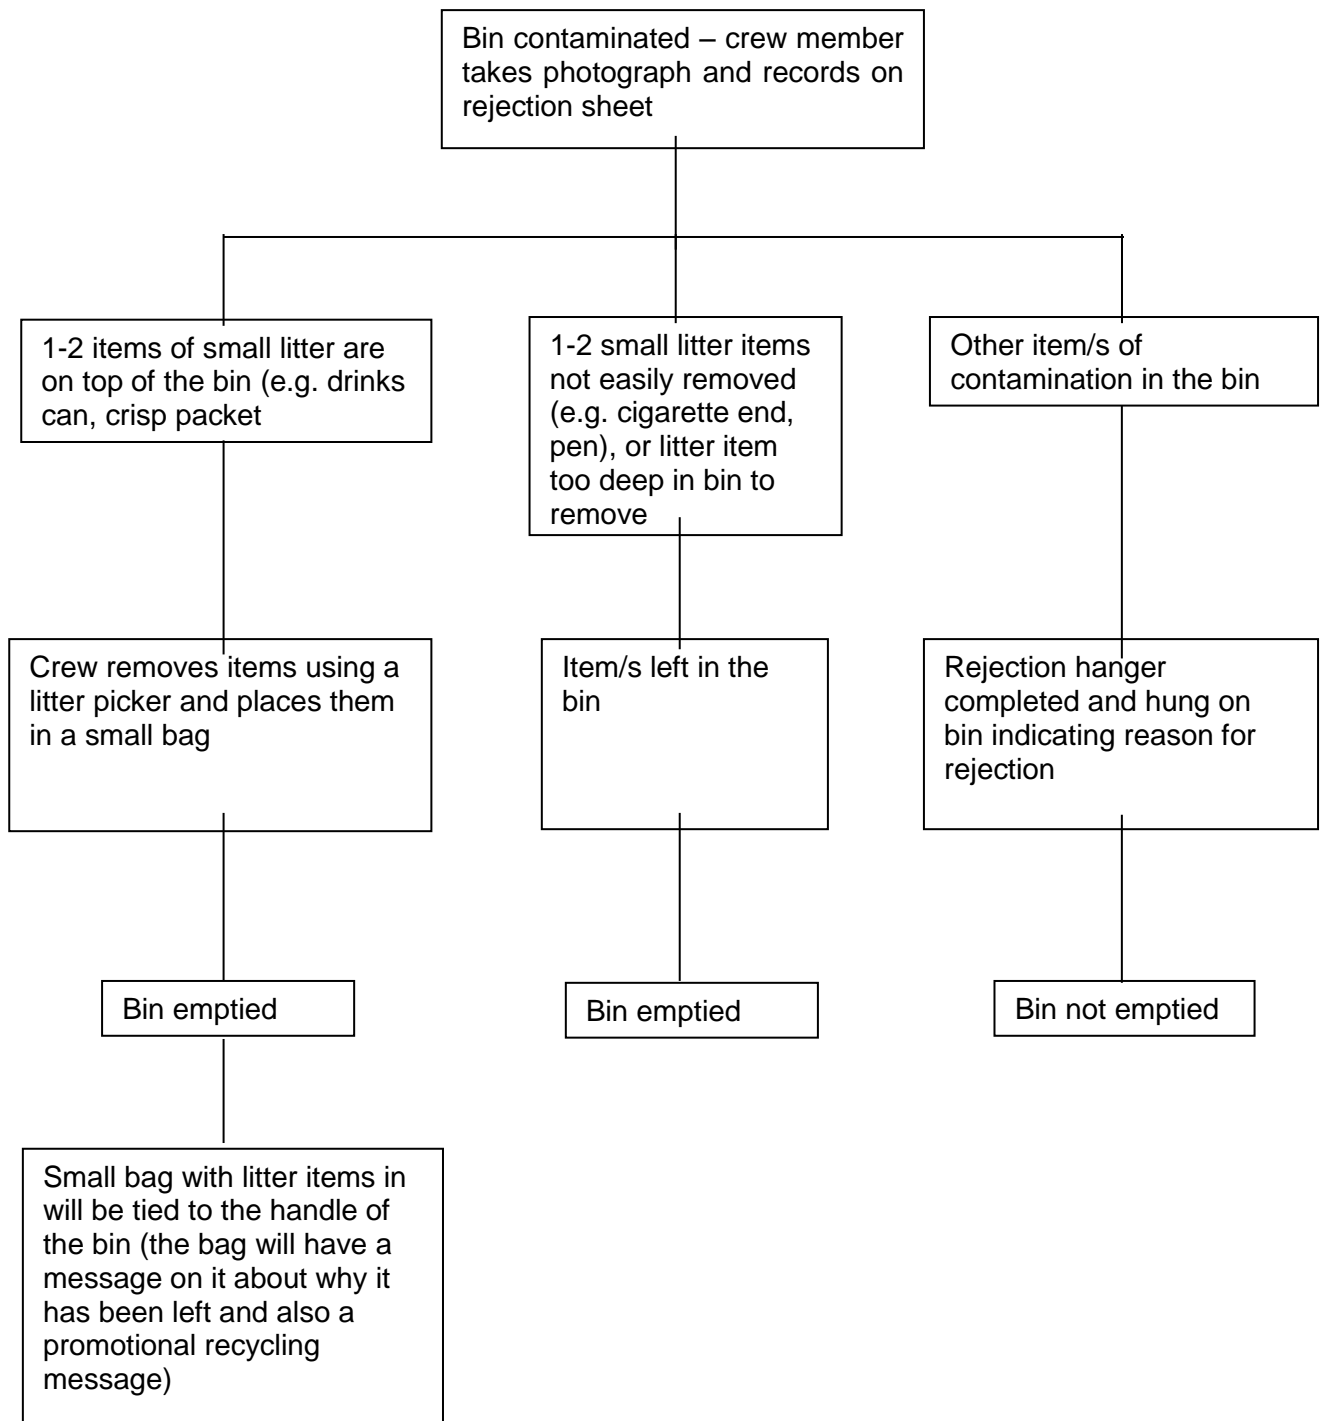 Bin contaminated – crew member
takes photograph and records on
rejection sheet
1-2 items of small litter are
on top of the bin (e.g. drinks
can, crisp packet
1-2 small litter items
not easily removed
(e.g. cigarette end,
pen), or litter item
too deep in bin to
remove
Other item/s of
contamination in the bin
Crew removes items using a
litter picker and places them
in a small bag
Item/s left in the
bin
Rejection hanger
completed and hung on
bin indicating reason for
rejection
Bin emptied
Bin emptied
Bin not emptied
Small bag with litter items in
will be tied to the handle of
the bin (the bag will have a
message on it about why it
has been left and also a
promotional recycling
message)